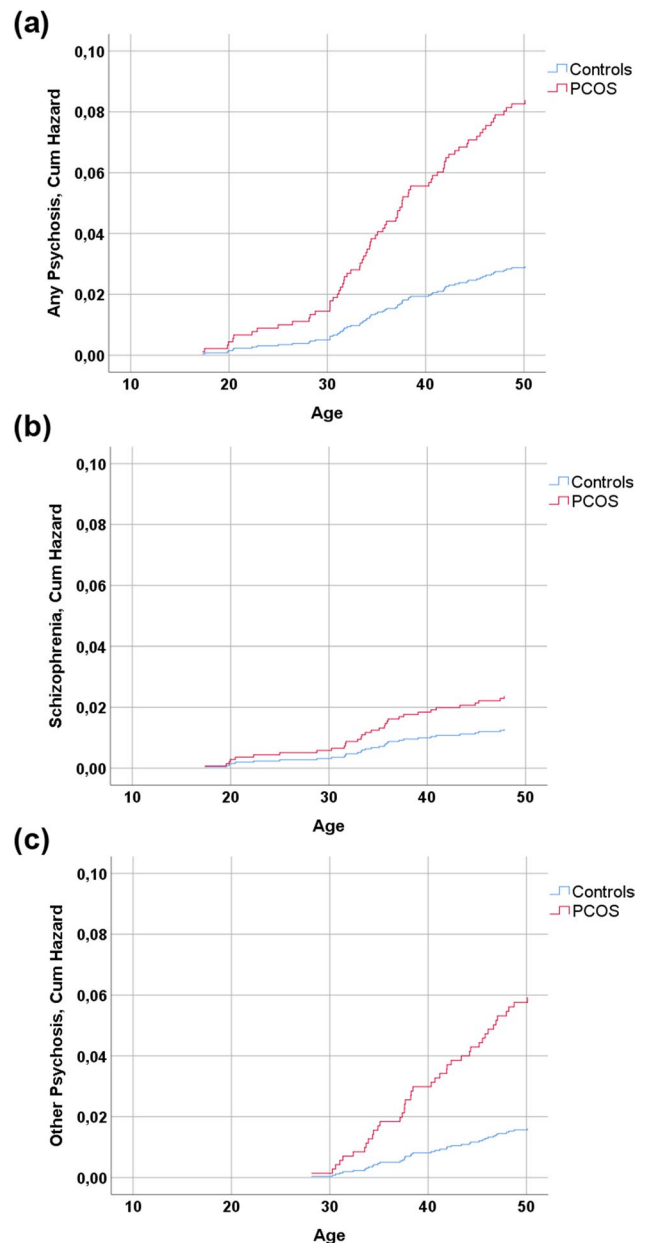 (a)
0,10
0,08
0,06
0,04
0,02
0,00
Any Psychosis, Cum Hazard
10 20 30 40 50
Age
Controls
PCOS
(b)
0,10
0,08
0,06
0,04
0,02
0,00
Schizophrenia, Cum Hazard
10 20 30 40 50
Age
Controls
PCOS
(c)
0,10
0,08
0,06
0,04
0,02
0,00
Other Psychosis, Cum Hazard
10 20 30 40 50
Age
Controls
PCOS